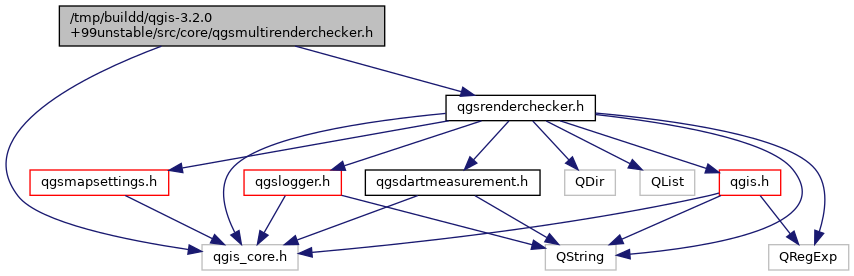 /tmp/buildd/qgis-3.2.0
+99unstable/src/core/qgsmultirenderchecker.h
qgsrenderchecker.h
qgsmapsettings.h
qgslogger.h
qgsdartmeasurement.h
QDir
QList
qgis.h
qgis_core.h
QString
QRegExp